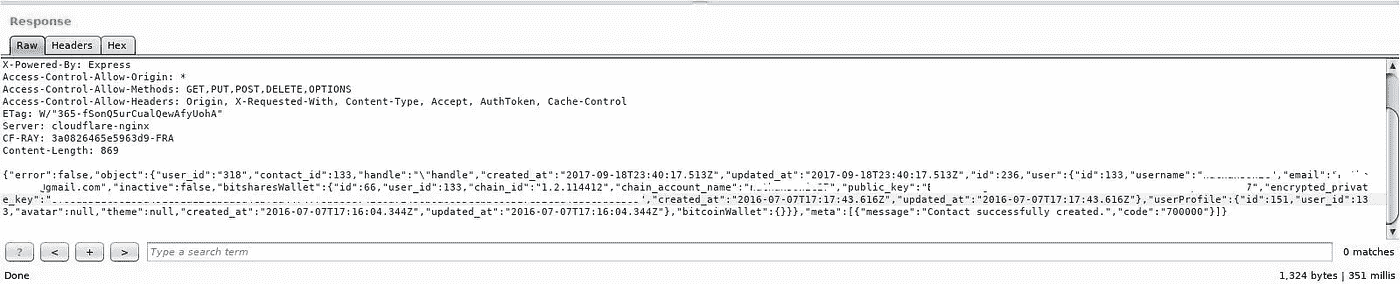 Response
Raw Headers Hex
X-Powered-By: Express
Access-Control-Allow-Origin: *
Access-Control-Allow-Methods: GET,PUT,POST,DELETE,OPTIONS
Access-Control-Allow-Headers: Origin, X-Requested-With, Content-Type, Accept, AuthToken, Cache-Control
ETag: W/"365-fSonQ5urCualQewAfyUohA"
Server: cloudflare-nginx
CF-RAY: 3a0826465e5963d9-FRA
Content-Length: 869
{"error":false,"object":{"user_id":"318","contact_id":133,"handle":"\"handle","created_at":"2017-09-18T23:40:17.513Z","updated_at":"2017-09-18T23:40:17.513Z","id":236,"user":{"id":133,"username":" ","email":"
gmail.com","inactive":false,"bitsharesWallet":{"id":66,"user_id":133,"chain_id":"1.2.114412","chain_account_name":" ","public_key":" 7","encrypted_privat
e_key":" ,"created_at":"2016-07-07T17:17:43.616Z","updated_at":"2016-07-07T17:17:43.616Z"},"userProfile":{"id":151,"user_id":13
3,"avatar":null,"theme":null,"created_at":"2016-07-07T17:16:04.344Z","updated_at":"2016-07-07T17:16:04.344Z"},"bitcoinWallet":{}}},"meta":[{"message":"Contact successfully created.","code":"700000"}]}
? < + > Type a search term 0 matches
Done 1,324 bytes | 351 millis